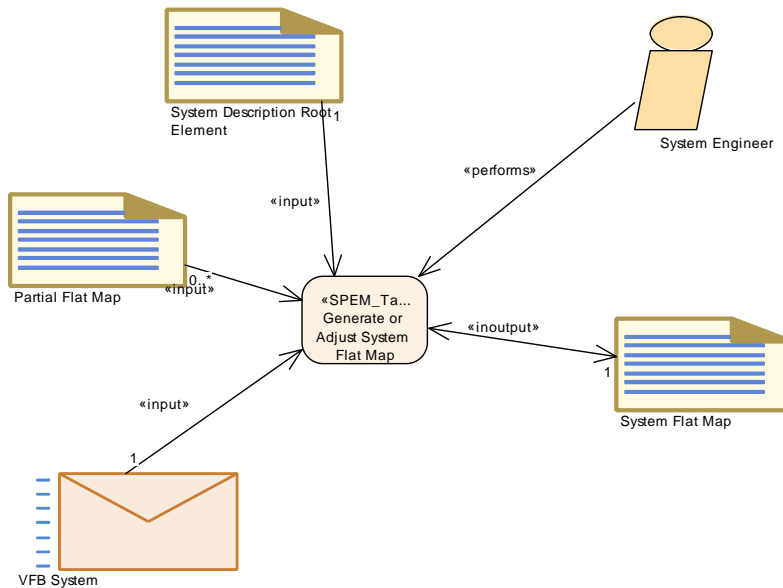 System Description Root
Element
1
System Engineer
«performs»
«input»
Partial Flat Map
0..*
«input»
«SPEM_Ta...
Generate or
Adjust System
Flat Map
«inoutput»
1
System Flat Map
«input»
1
VFB System